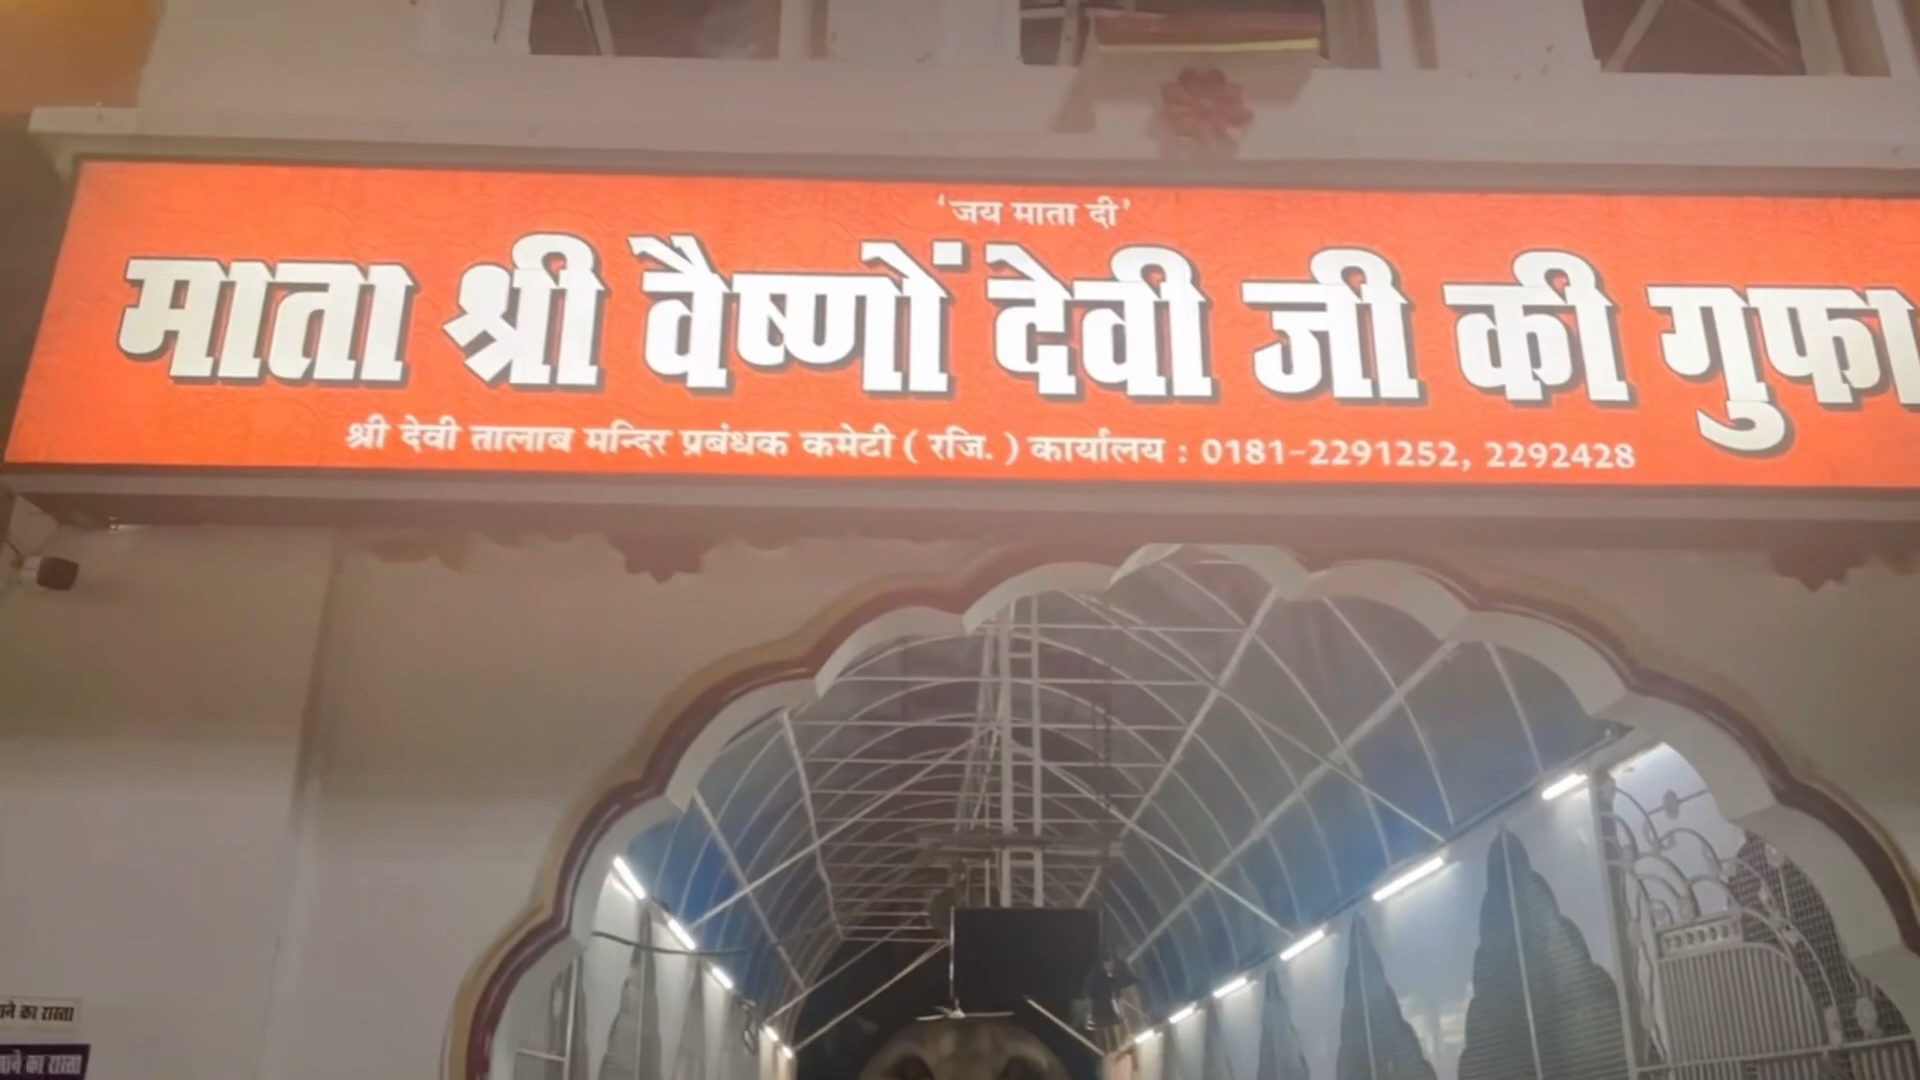 ‘जय माता दी’
माता श्री वैष्णों देवी जी की गुफा
श्री देवी तालाब मन्दिर प्रबंधक कमेटी ( रजि. ) कार्यालय : 0181-2291252, 2292428
का रास्ता
का रास्ता